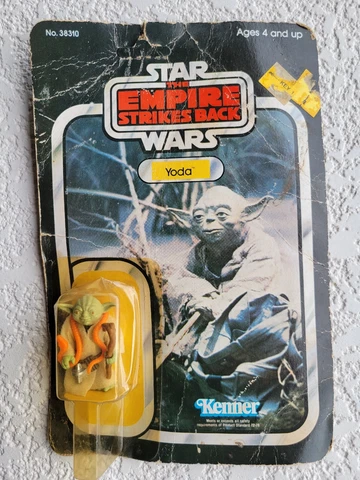 No. 38310
Ages 4 and up
STAR
THE
EMPIRE
STRIKES BACK
WARS
Yoda
Kenner